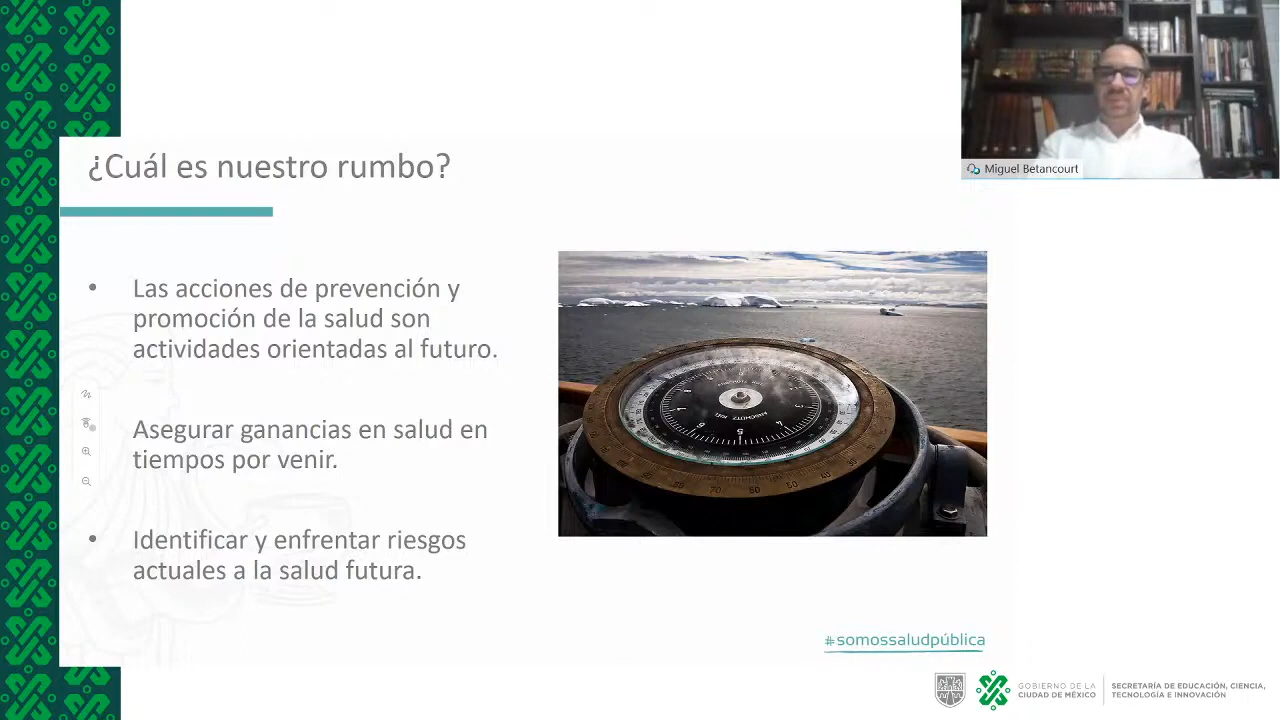 ¿Cuál es nuestro rumbo?
Miguel Betancourt
• Las acciones de prevención y
promoción de la salud son
actividades orientadas al futuro.
Asegurar ganancias en salud en
tiempos por venir.
• Identificar y enfrentar riesgos
actuales a la salud futura.
#somossaludpública
GOBIERNO DE LA
CIUDAD DE MÉXICO
SECRETARÍA DE EDUCACIÓN, CIENCIA,
TECNOLOGÍA E INNOVACIÓN